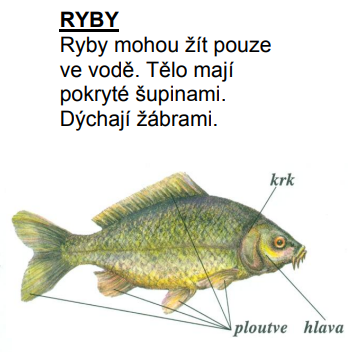 RYBY
Ryby mohou žít pouze
ve vodě. Tělo mají
pokryté šupinami.
Dýchají žábrami.
krk
ploutve hlava